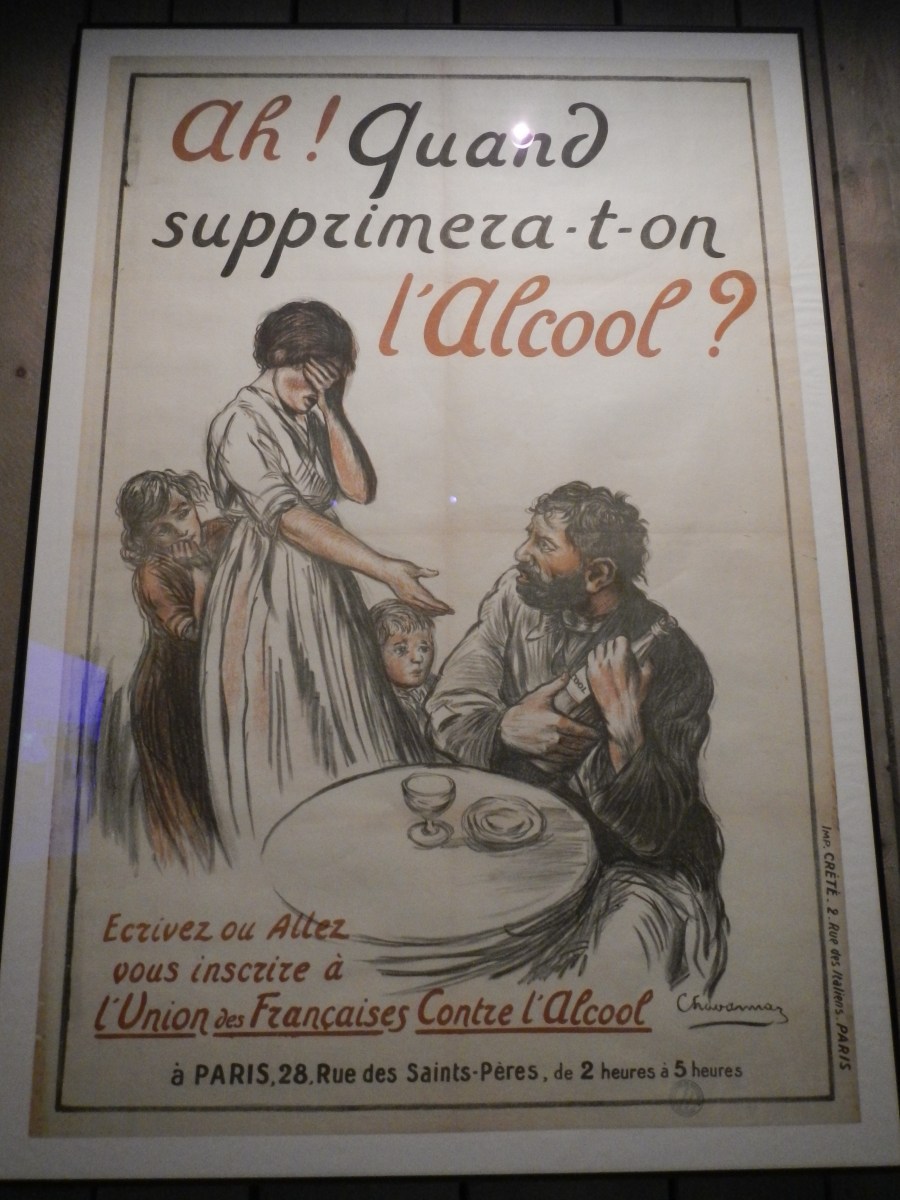 Ah ! Quand
supprimera-t-on
l'Alcool ?
Ecrivez ou Allez
vous inscrire à
l'Union des Françaises Contre l'Alcool
à PARIS, 28, Rue des Saints-Pères, de 2 heures à 5 heures
IMP. CRÉTÉ. 2. Rue des Italiens. PARIS